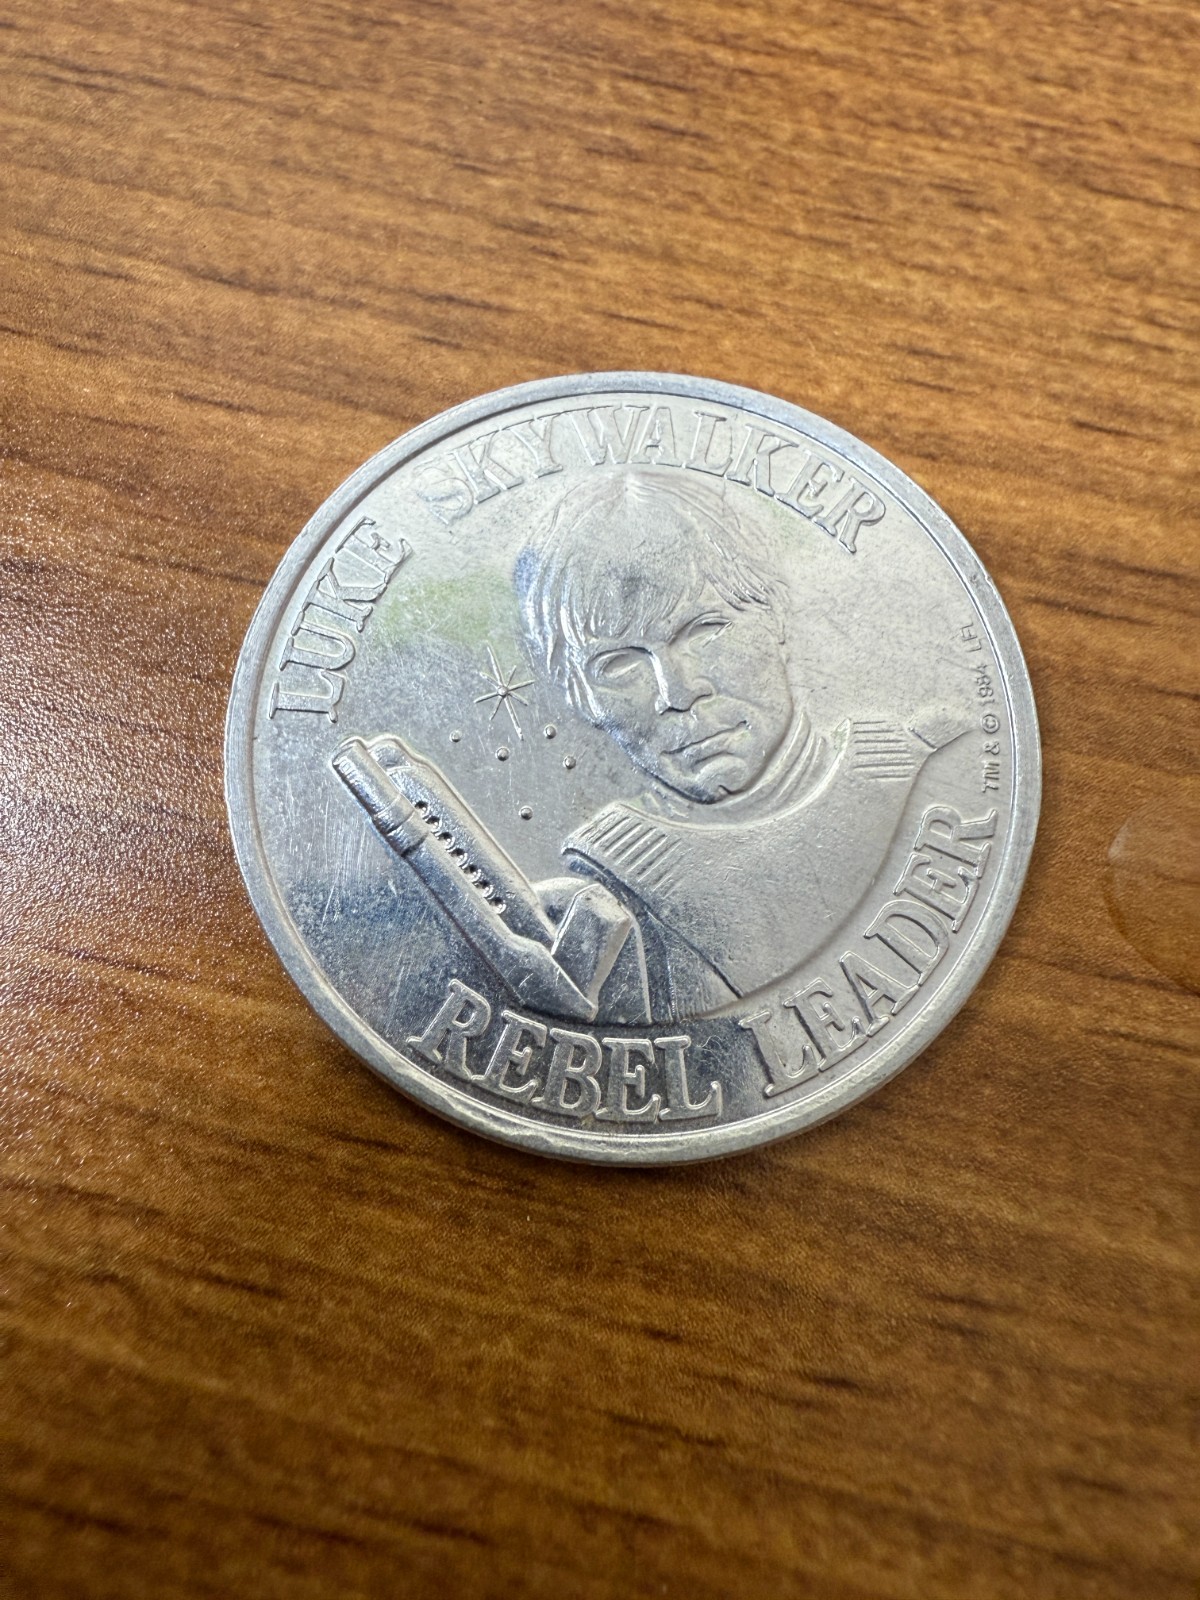 LUKE SKYWALKER
TM & © 1984 LFL
REBEL LEADER